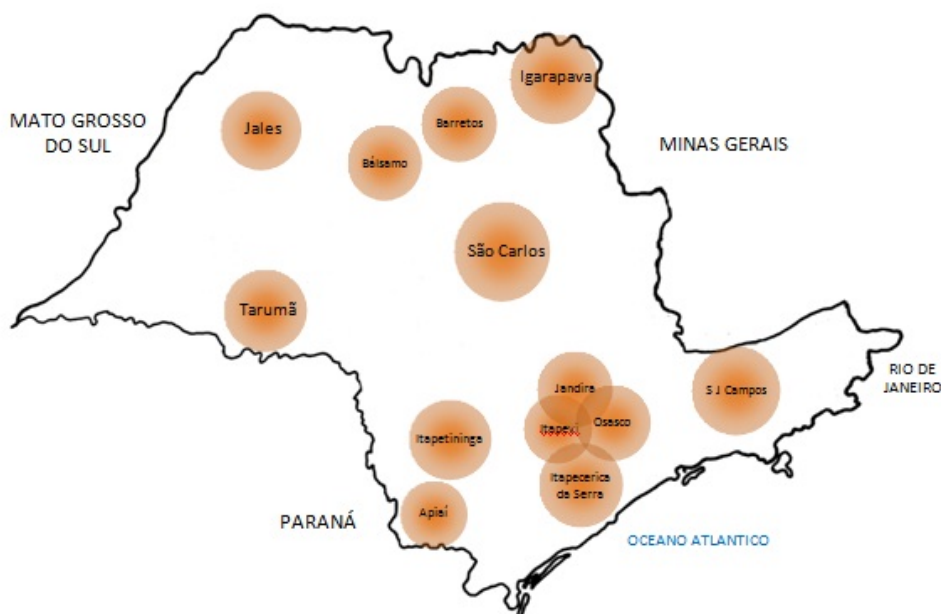 Igarapava
MATO GROSSO
DO SUL
Jales
Barretos
MINAS GERAIS
Bálsamo
São Carlos
Tarumã
RIO DE
JANEIRO
Jandira
S J Campos
Itapevi
Osasco
Itapetininga
Itapecerica
da Serra
Apiaí
PARANÁ
OCEANO ATLANTICO